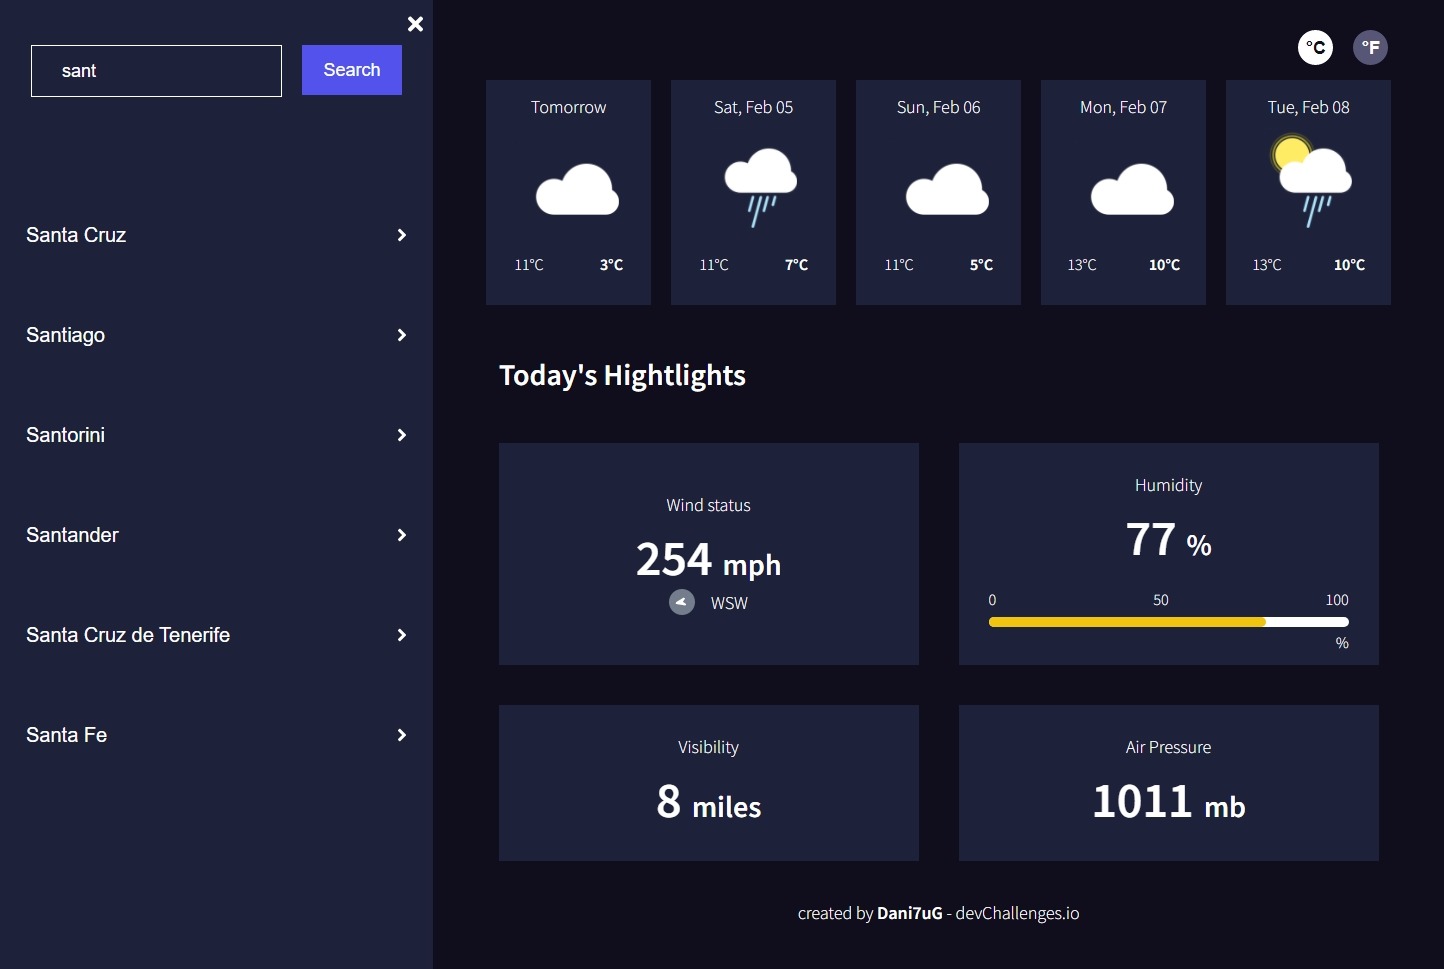 sant
Search
Santa Cruz
Santiago
Santorini
Santander
Santa Cruz de Tenerife
Santa Fe
°C
°F
Tomorrow
11°C 3°C
Sat, Feb 05
11°C 7°C
Sun, Feb 06
11°C 5°C
Mon, Feb 07
13°C 10°C
Tue, Feb 08
13°C 10°C
Today's Hightlights
Wind status
254 mph
WSW
Humidity
77 %
0 50 100
%
Visibility
8 miles
Air Pressure
1011 mb
created by Dani7uG - devChallenges.io